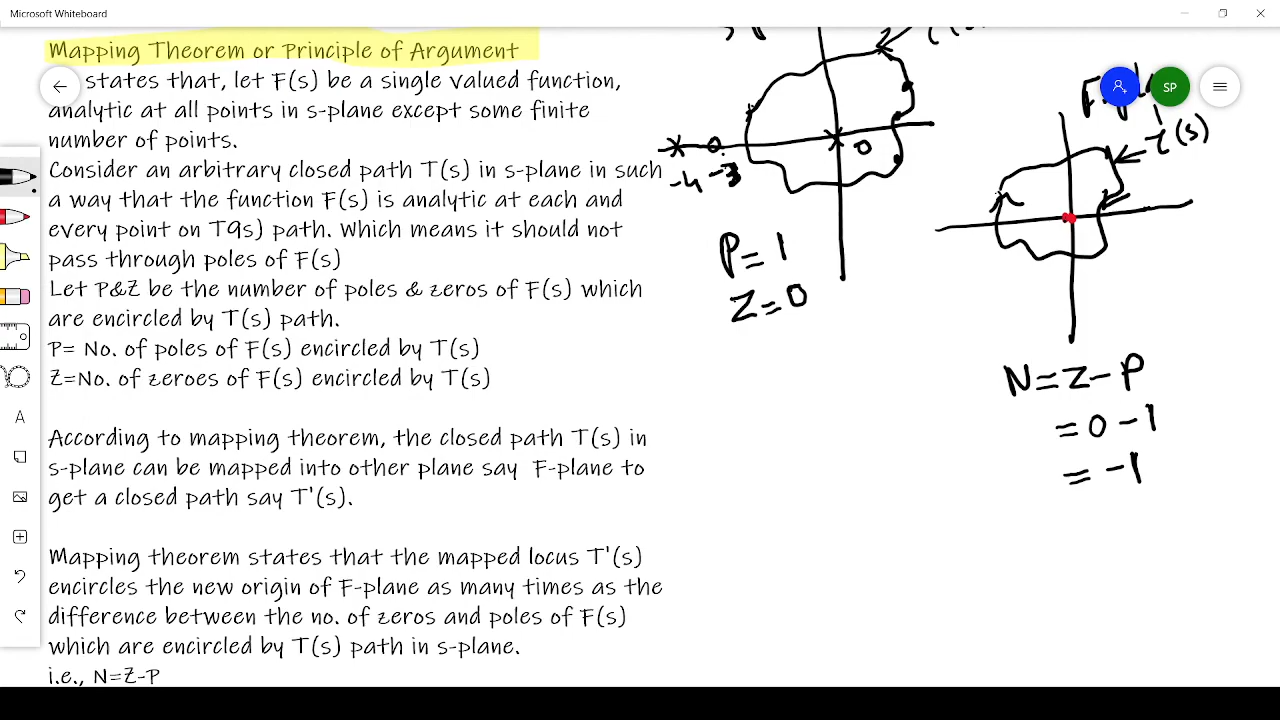 Microsoft Whiteboard
Mapping Theorem or Principle of Argument
states that, let F(s) be a single valued function,
analytic at all points in s-plane except some finite
number of points.
Consider an arbitrary closed path T(s) in s-plane in such
a way that the function F(s) is analytic at each and
every point on T9s) path. Which means it should not
pass through poles of F(s)
Let P&Z be the number of poles & zeros of F(s) which
are encircled by T(s) path.
P= No. of poles of F(s) encircled by T(s)
Z=No. of zeroes of F(s) encircled by T(s)
According to mapping theorem, the closed path T(s) in
s-plane can be mapped into other plane say F-plane to
get a closed path say T'(s).
Mapping theorem states that the mapped locus T'(s)
encircles the new origin of F-plane as many times as the
difference between the no. of zeros and poles of F(s)
which are encircled by T(s) path in s-plane.
i.e., N=Z-P
-4 -3
0
P=1
Z=0
SP
τ'(s)
N=Z-P
=0-1
=-1
A